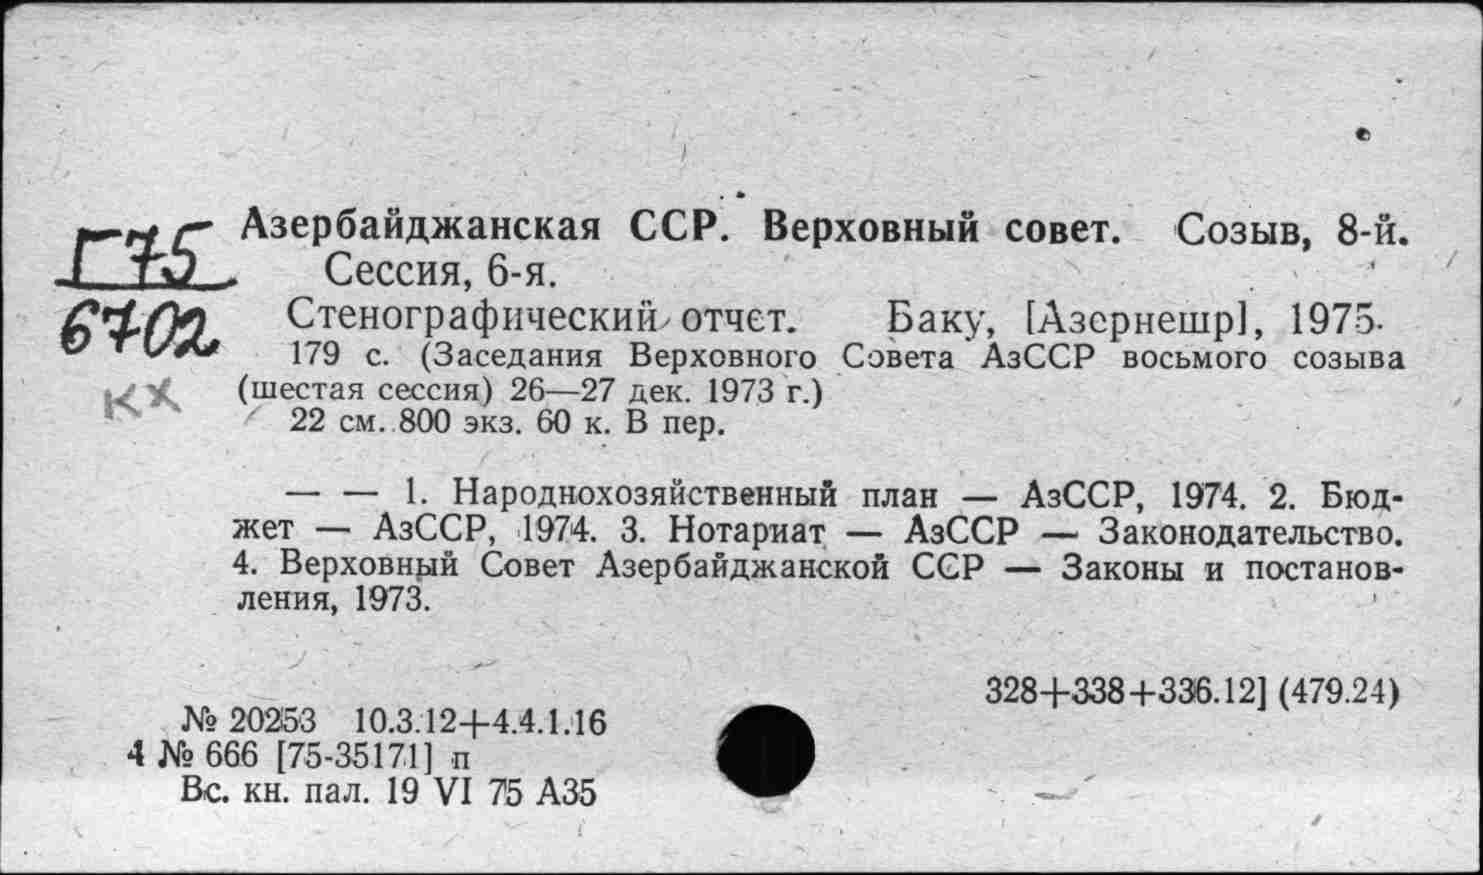 Г75
6702
КХ
Азербайджанская ССР. Верховный совет. Созыв, 8-й.
Сессия, 6-я.
Стенографический отчет. Баку, [Азернешр], 1975.
179 с. (Заседания Верховного Совета АзССР восьмого созыва
(шестая сессия) 26—27 дек. 1973 г.)
22 см. 800 экз. 60 к. В пер.
— — 1. Народнохозяйственный план — АзССР, 1974. 2. Бюд-
жет — АзССР, 1974. 3. Нотариат — АзССР — Законодательство.
4. Верховный Совет Азербайджанской ССР — Законы и постанов-
ления, 1973.
328+338+336.12] (479.24)
№ 20253 10.3.12+4.4.1.16
4 № 666 [75-35171] п
Вс. кн. пал. 19 VI 75 А35